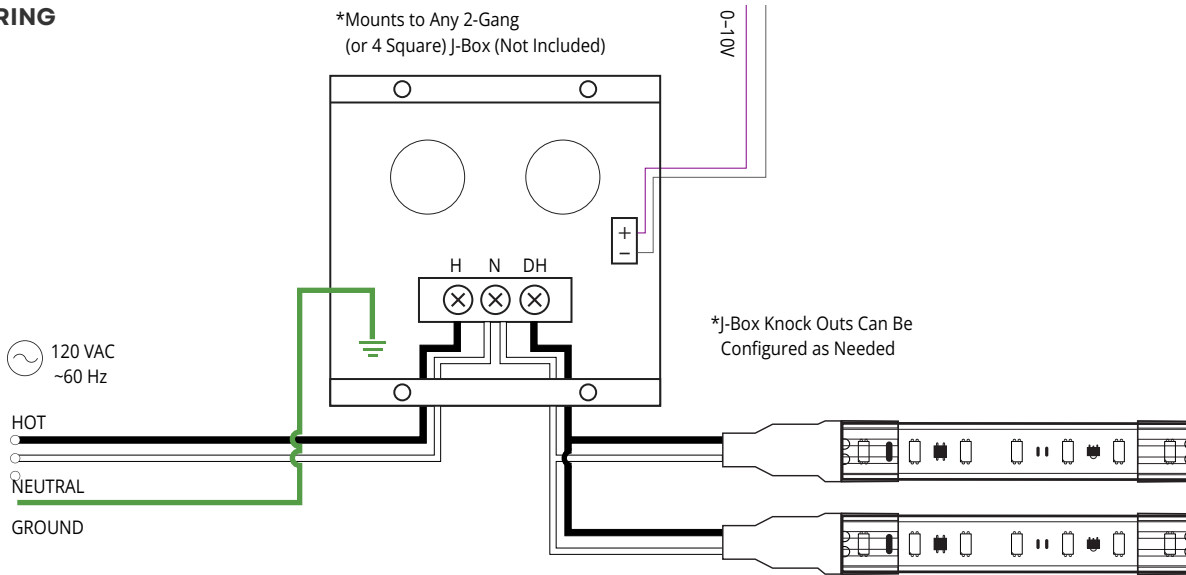 RING
*Mounts to Any 2-Gang
(or 4 Square) J-Box (Not Included)
0-10V
+
−
H N DH
*J-Box Knock Outs Can Be
Configured as Needed
120 VAC
~60 Hz
HOT
NEUTRAL
GROUND